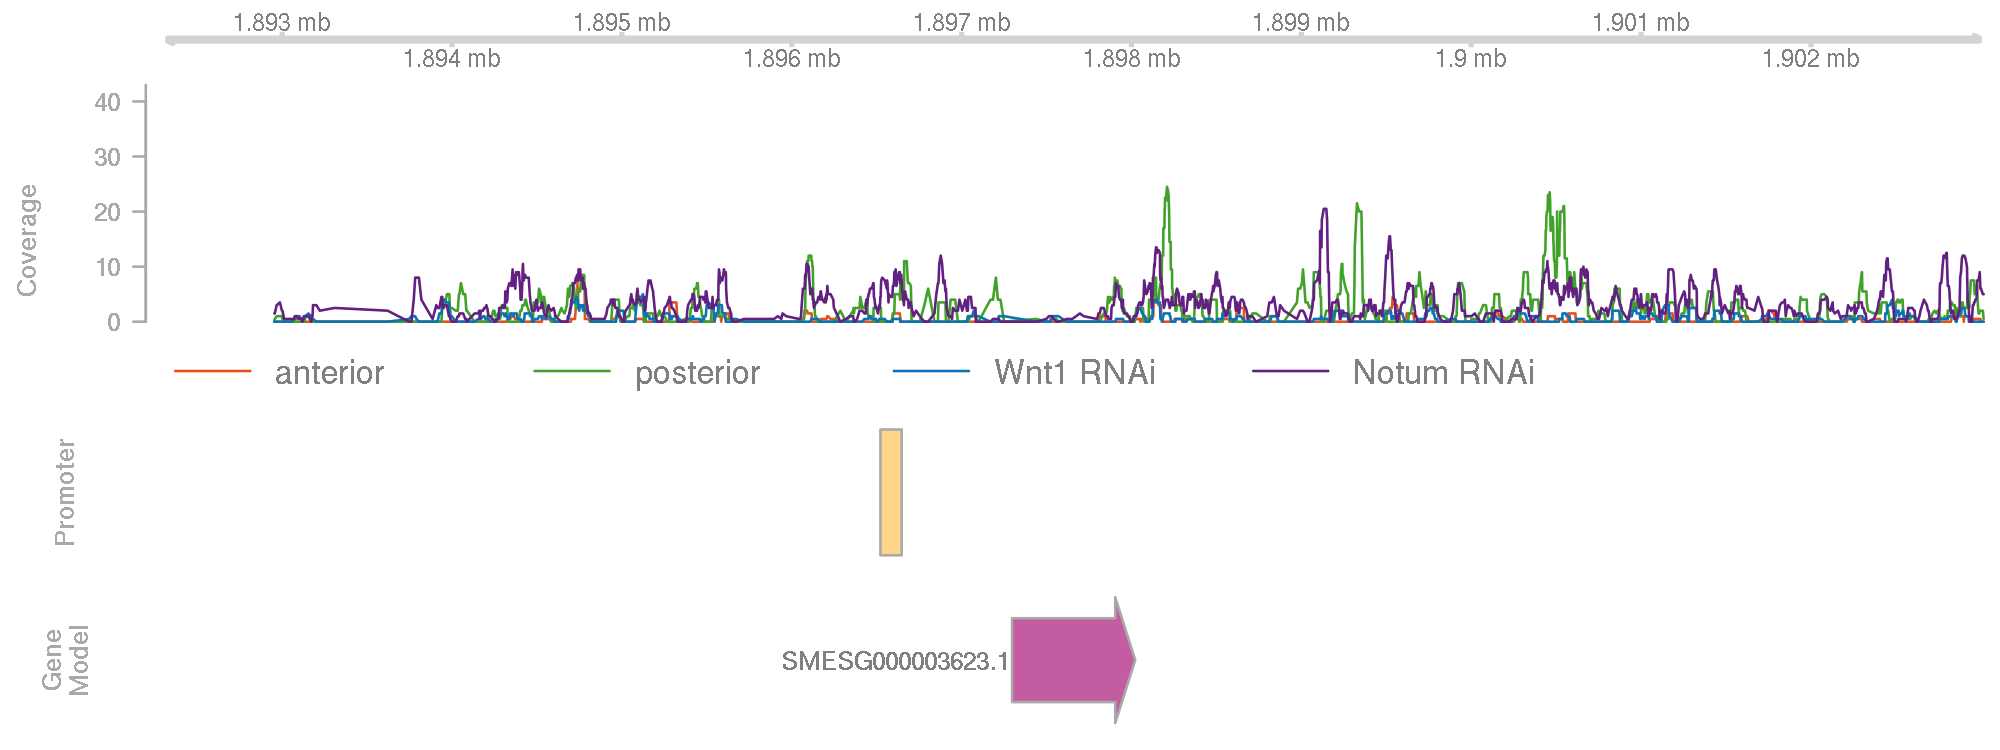 1.893 mb 1.895 mb 1.897 mb 1.899 mb 1.901 mb
1.894 mb 1.896 mb 1.898 mb 1.9 mb 1.902 mb
Coverage
40
30
20
10
0
anterior posterior Wnt1 RNAi Notum RNAi
Promoter
Gene
Model
SMESG000003623.1